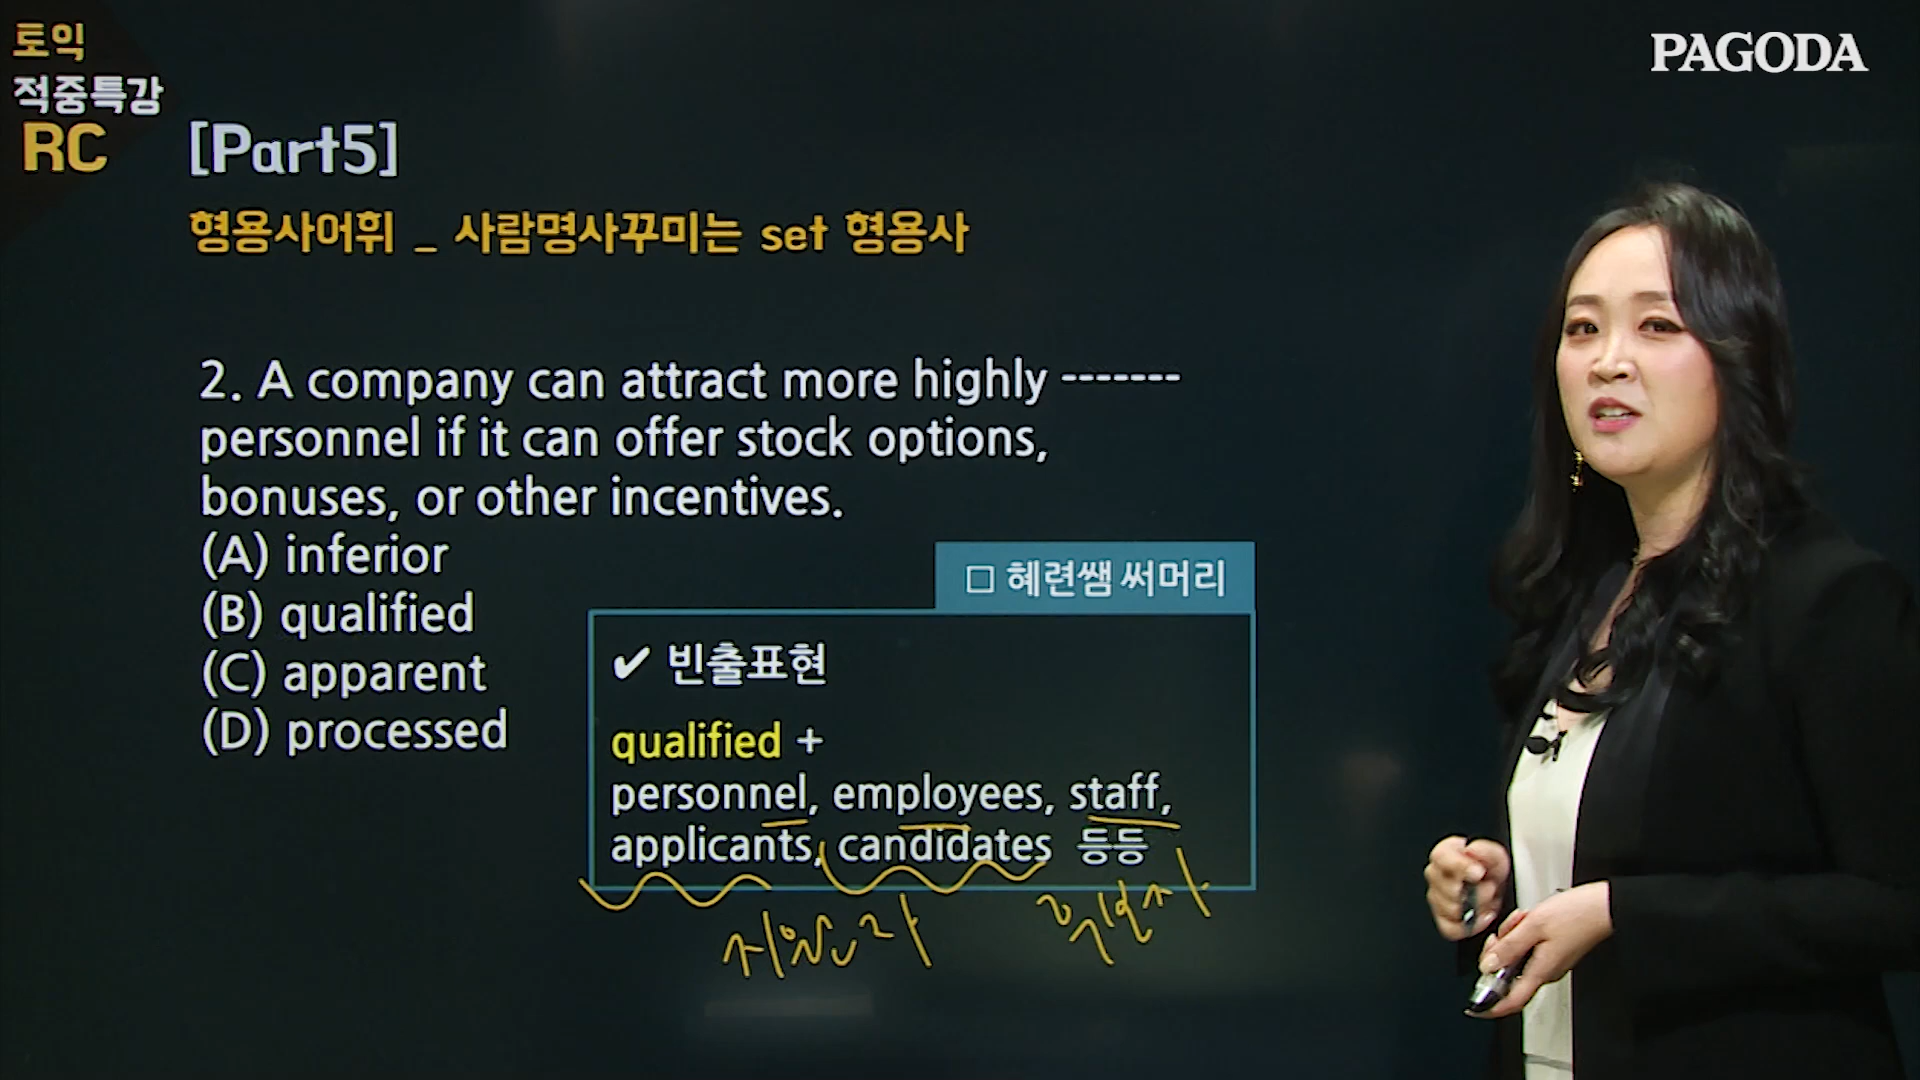 토익
적중특강
RC
PAGODA
[Part5]
형용사어휘 _ 사람명사꾸미는 set 형용사
2. A company can attract more highly -------
personnel if it can offer stock options,
bonuses, or other incentives.
(A) inferior
(B) qualified
(C) apparent
(D) processed
□ 혜련쌤 써머리
✔ 빈출표현
qualified +
personnel, employees, staff,
applicants, candidates 등등
지원자